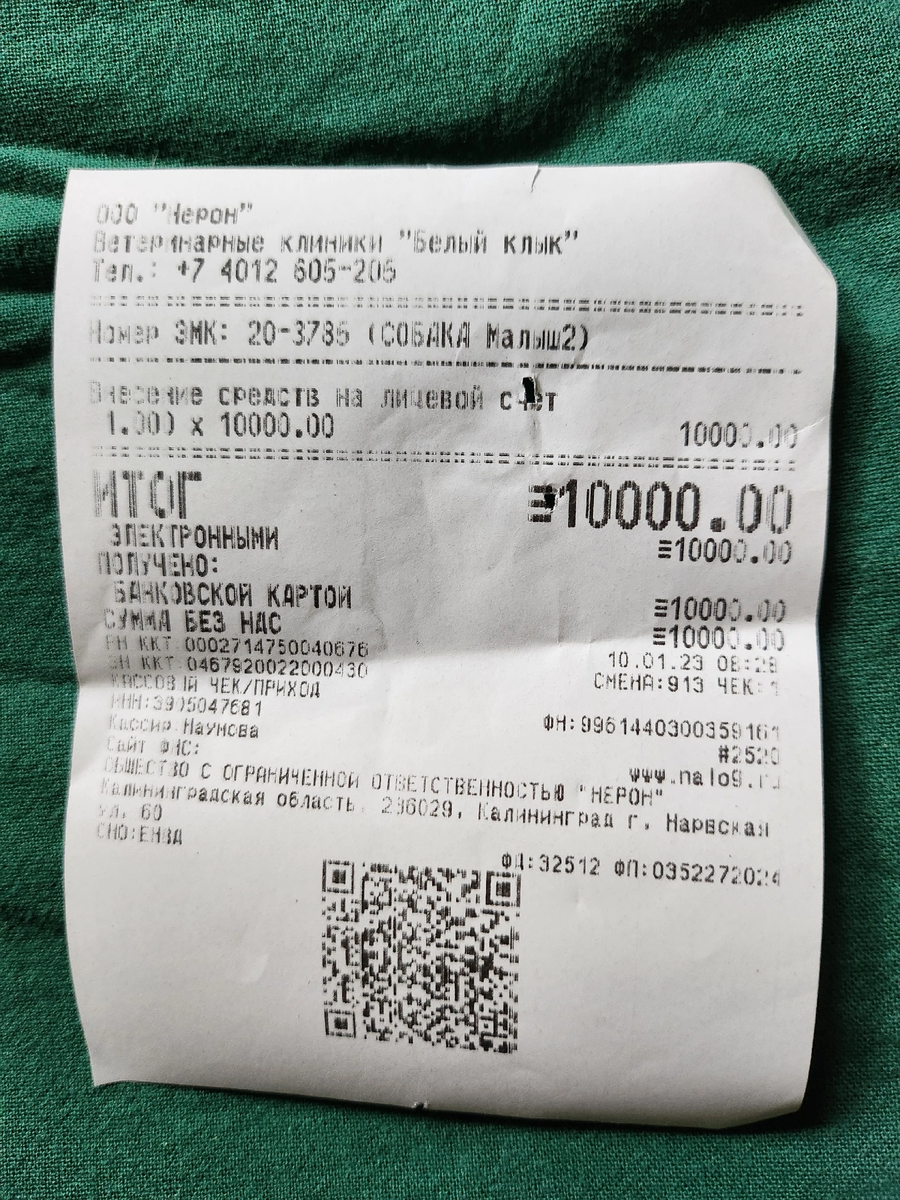 ООО "Нерон"
Ветеринарные клиники "Белый клык"
Тел.: +7 4012 605-206
Номер ЭМК: 20-3786 (СОБАКА Малыш2)
Внесение средств на лицевой счет
1.000 x 10000.00 10000.00
ИТОГ ≡10000.00
ЭЛЕКТРОННЫМИ ≡10000.00
ПОЛУЧЕНО:
БАНКОВСКОЙ КАРТОЙ ≡10000.00
СУММА БЕЗ НДС ≡10000.00
РН ККТ:0002714750040676 10.01.23 08:28
ЗН ККТ:0467920022000430 СМЕНА:913 ЧЕК:1
КАССОВЫЙ ЧЕК/ПРИХОД
ИНН:3905047681 ФН:9961440300359161
Кассир Наумова #2520
Сайт ФНС: www.nalog.ru
ОБЩЕСТВО С ОГРАНИЧЕННОЙ ОТВЕТСТВЕННОСТЬЮ "НЕРОН"
Калининградская область, 236029, Калининград г, Нарвская
ул, 60
СНО:ЕНВД ФД:32512 ФП:0352272024